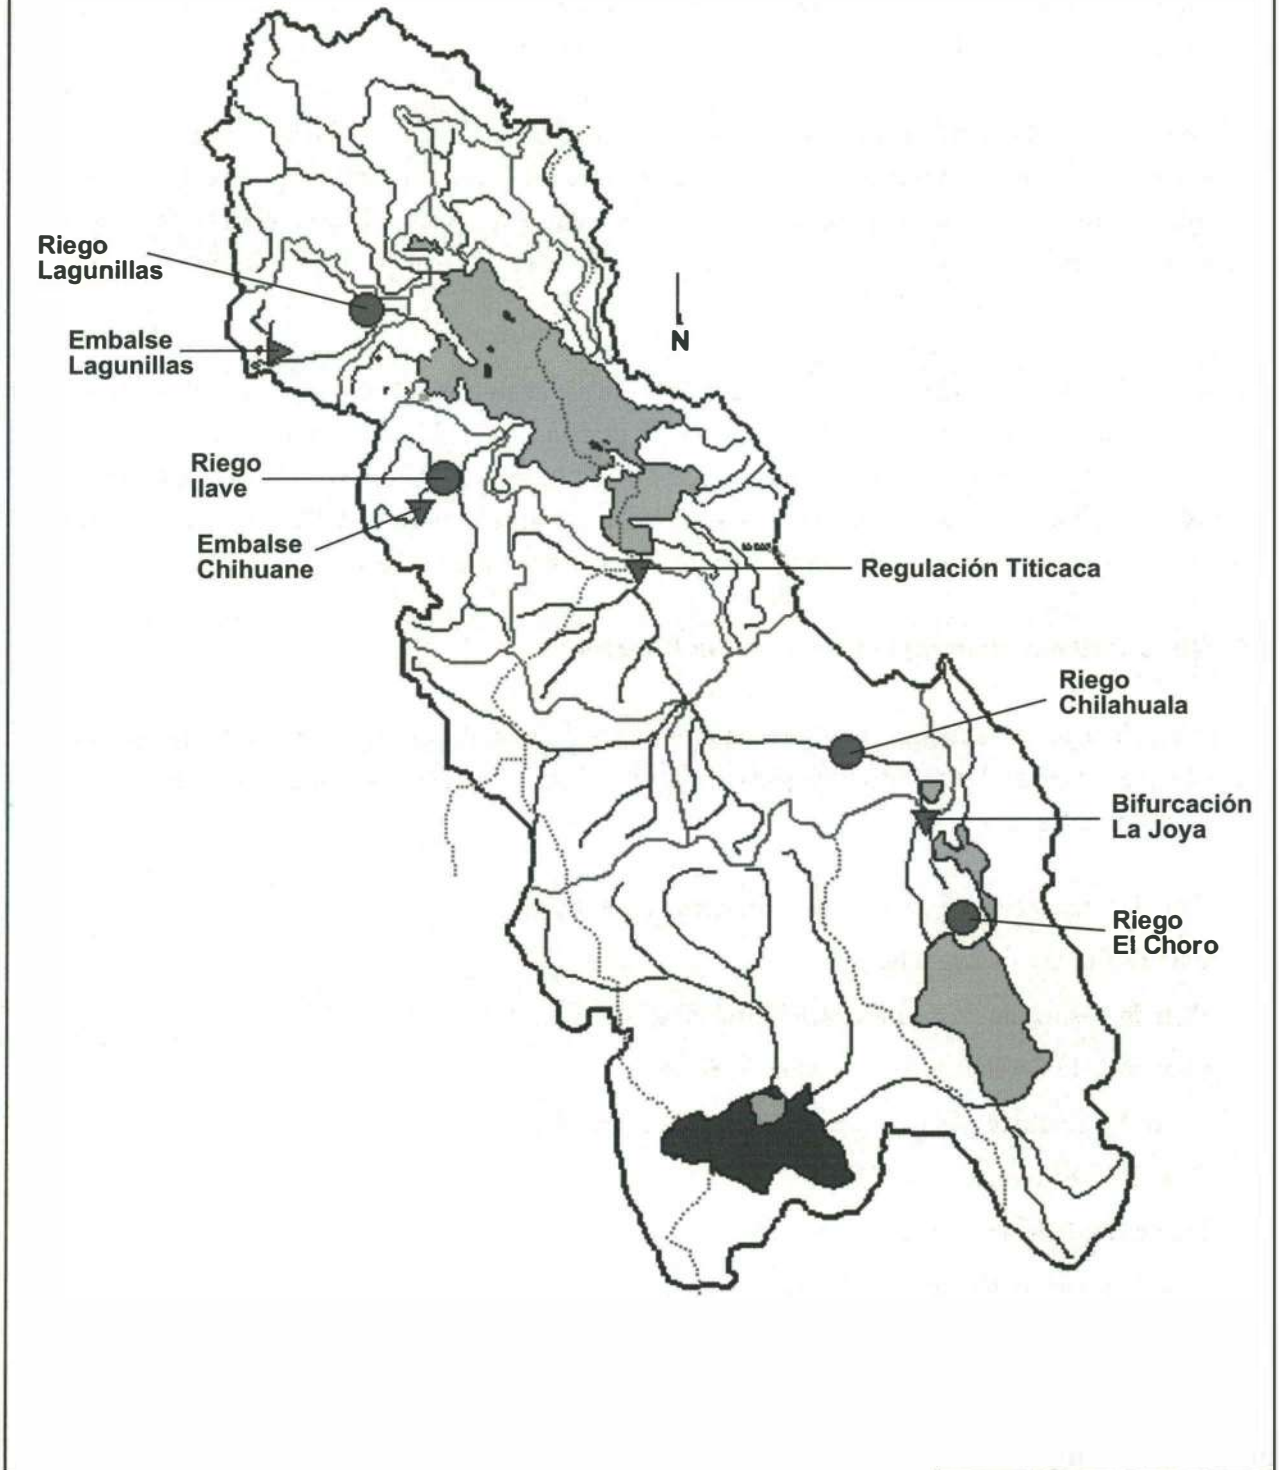 Riego
Lagunillas
Embalse
Lagunillas
N
Riego
Ilave
Embalse
Chihuane
Regulación Titicaca
Riego
Chilahuala
Bifurcación
La Joya
Riego
El Choro